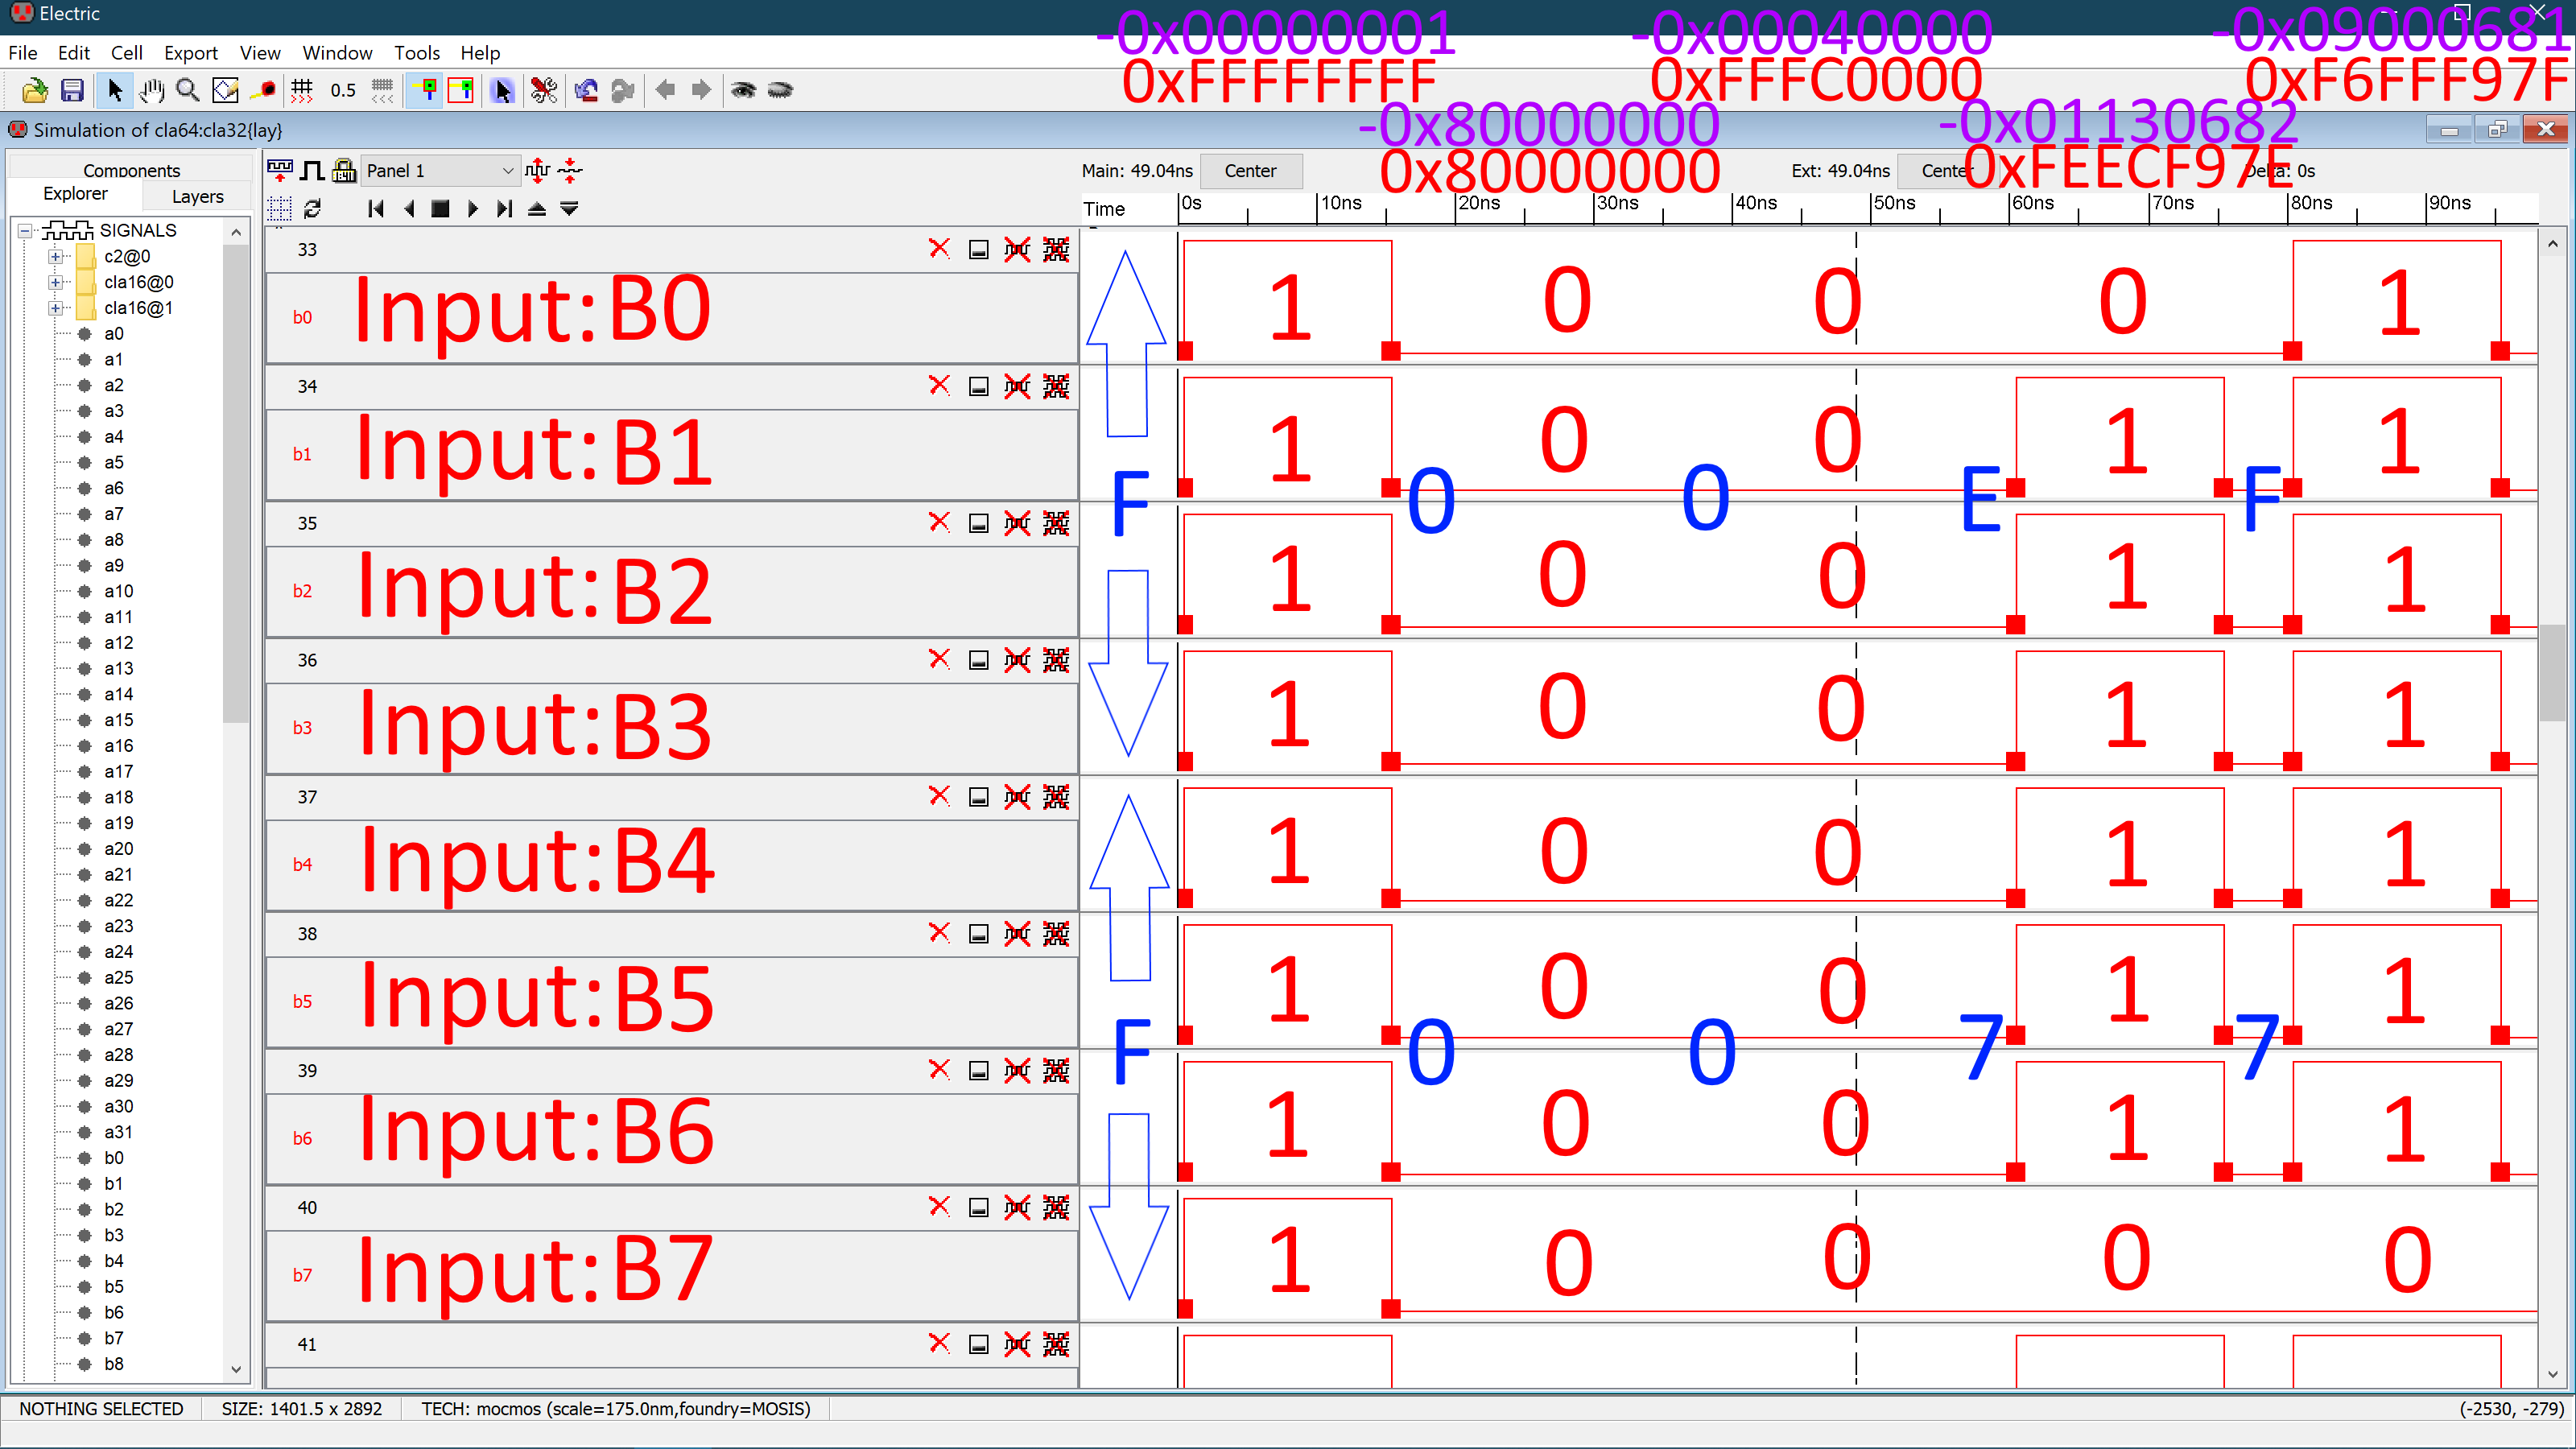 Electric
-0x00000001 -0x00040000 -0x09000681
File Edit Cell Export View Window Tools Help
0xFFFFFFFF 0xFFFC0000 0xF6FFF97F
0.5
-0x80000000 -0x01130682
Simulation of cla64:cla32{lay}
0x80000000 0xFEECF97E
Components
Explorer Layers
Panel 1
Main: 49.04ns Center Ext: 49.04ns Center Delta: 0s
Time 0s 10ns 20ns 30ns 40ns 50ns 60ns 70ns 80ns 90ns
SIGNALS
c2@0
cla16@0
cla16@1
a0
a1
a2
a3
a4
a5
a6
a7
a8
a9
a10
a11
a12
a13
a14
a15
a16
a17
a18
a19
a20
a21
a22
a23
a24
a25
a26
a27
a28
a29
a30
a31
b0
b1
b2
b3
b4
b5
b6
b7
b8
33
b0 Input:B0 1 0 0 0 1
34
b1 Input:B1 1 0 0 1 1
F 0 0 E F
35
b2 Input:B2 1 0 0 1 1
36
b3 Input:B3 1 0 0 1 1
37
b4 Input:B4 1 0 0 1 1
38
b5 Input:B5 1 0 0 1 1
F 0 0 7 7
39
b6 Input:B6 1 0 0 1 1
40
b7 Input:B7 1 0 0 0 0
41
NOTHING SELECTED SIZE: 1401.5 x 2892 TECH: mocmos (scale=175.0nm,foundry=MOSIS) (-2530, -279)